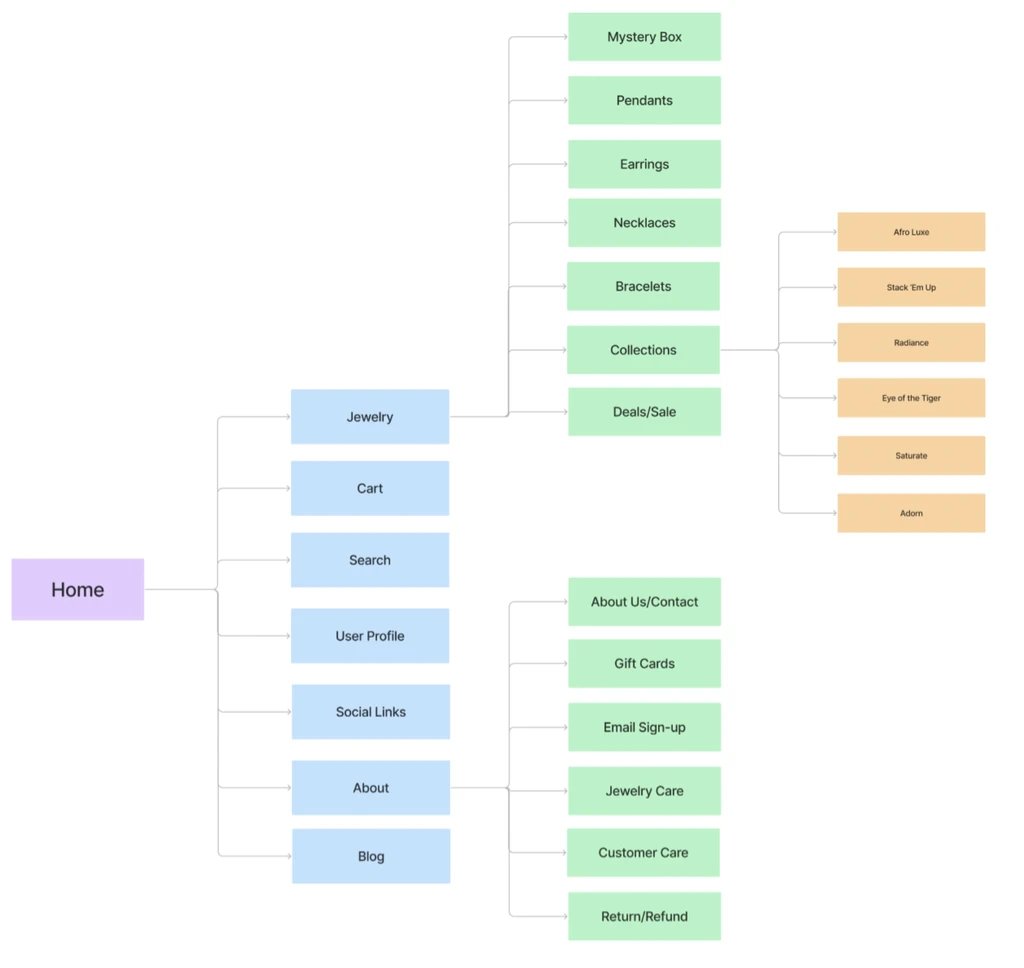 Home
Jewelry
Cart
Search
User Profile
Social Links
About
Blog
Mystery Box
Pendants
Earrings
Necklaces
Bracelets
Collections
Deals/Sale
About Us/Contact
Gift Cards
Email Sign-up
Jewelry Care
Customer Care
Return/Refund
Afro Luxe
Stack 'Em Up
Radiance
Eye of the Tiger
Saturate
Adorn